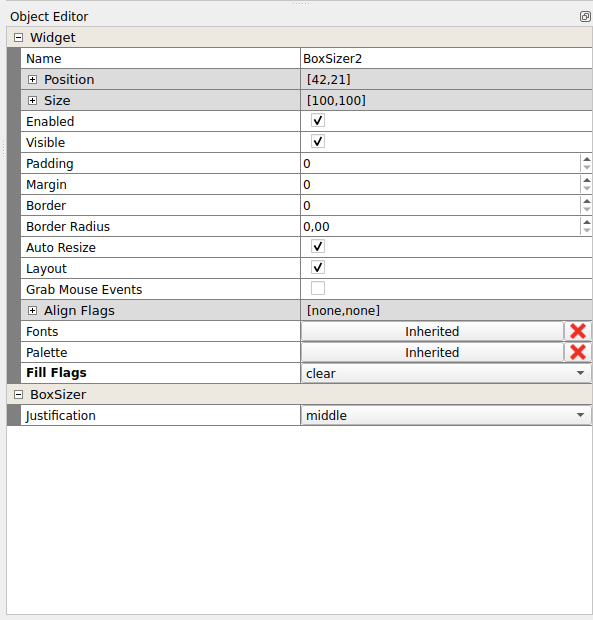 Object Editor
Widget
Name BoxSizer2
Position [42,21]
Size [100,100]
Enabled
Visible
Padding 0
Margin 0
Border 0
Border Radius 0,00
Auto Resize
Layout
Grab Mouse Events
Align Flags [none,none]
Fonts Inherited
Palette Inherited
Fill Flags clear
BoxSizer
Justification middle